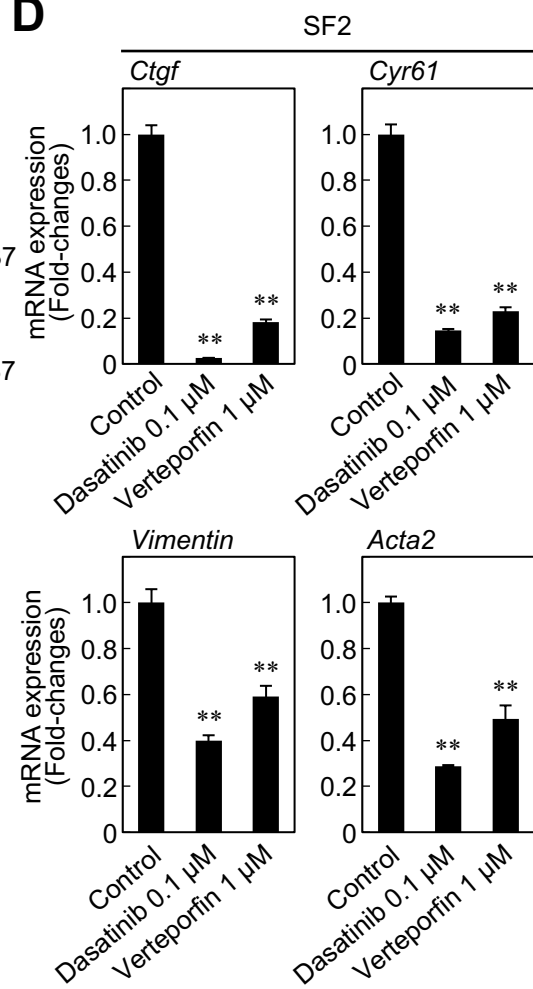 D
SF2
Ctgf
Cyr61
mRNA expression
(Fold-changes)
1.0
0.8
0.6
0.4
0.2
0
**
**
1.0
0.8
0.6
0.4
0.2
0
**
**
57
37
Control
Dasatinib 0.1 µM
Verteporfin 1 µM
Control
Dasatinib 0.1 µM
Verteporfin 1 µM
Vimentin
Acta2
mRNA expression
(Fold-changes)
1.0
0.8
0.6
0.4
0.2
0
**
**
1.0
0.8
0.6
0.4
0.2
0
**
**
Control
Dasatinib 0.1 µM
Verteporfin 1 µM
Control
Dasatinib 0.1 µM
Verteporfin 1 µM